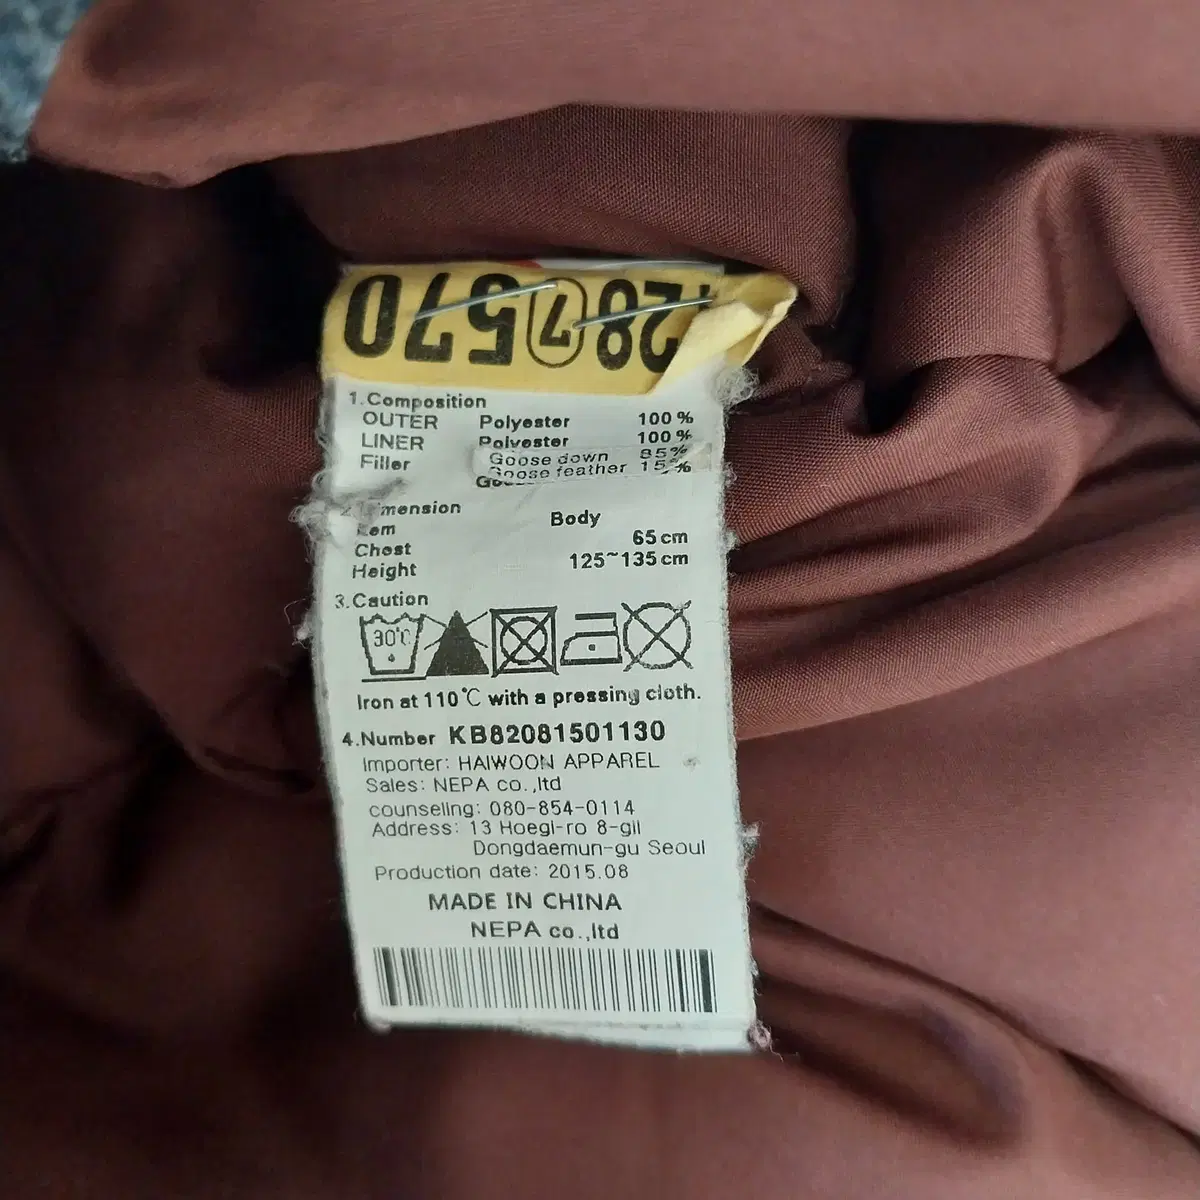 28 7 570
1.Composition
OUTER Polyester 100 %
LINER Polyester 100 %
Filler Goose down 85%
Goose feather 15%
%
2.Dimension
Body
Chest 65 cm
Height 125~135 cm
3.Caution
30℃
Iron at 110℃ with a pressing cloth.
4.Number KB82081501130
Importer: HAIWOON APPAREL
Sales: NEPA co.,ltd
counseling: 080-854-0114
Address: 13 Hoegi-ro 8-gil
Dongdaemun-gu Seoul
Production date: 2015.08
MADE IN CHINA
NEPA co.,ltd